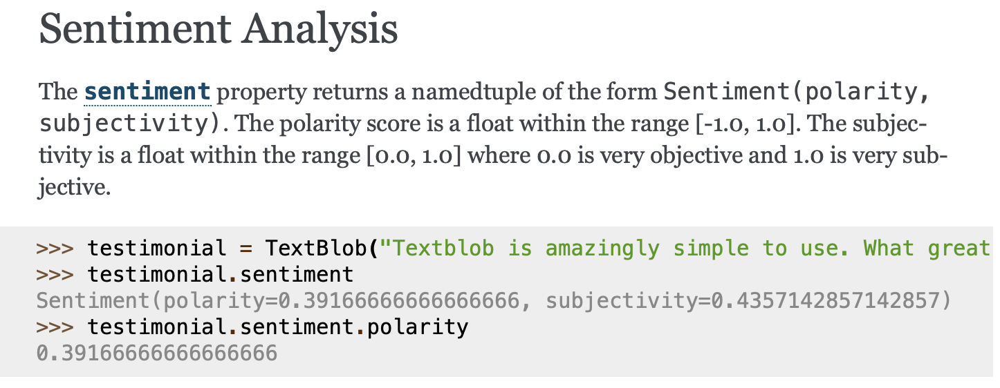 Sentiment Analysis
The sentiment property returns a namedtuple of the form Sentiment(polarity,
subjectivity). The polarity score is a float within the range [-1.0, 1.0]. The subjec-
tivity is a float within the range [0.0, 1.0] where 0.0 is very objective and 1.0 is very sub-
jective.
>>> testimonial = TextBlob("Textblob is amazingly simple to use. What great
>>> testimonial.sentiment
Sentiment(polarity=0.39166666666666666, subjectivity=0.4357142857142857)
>>> testimonial.sentiment.polarity
0.39166666666666666